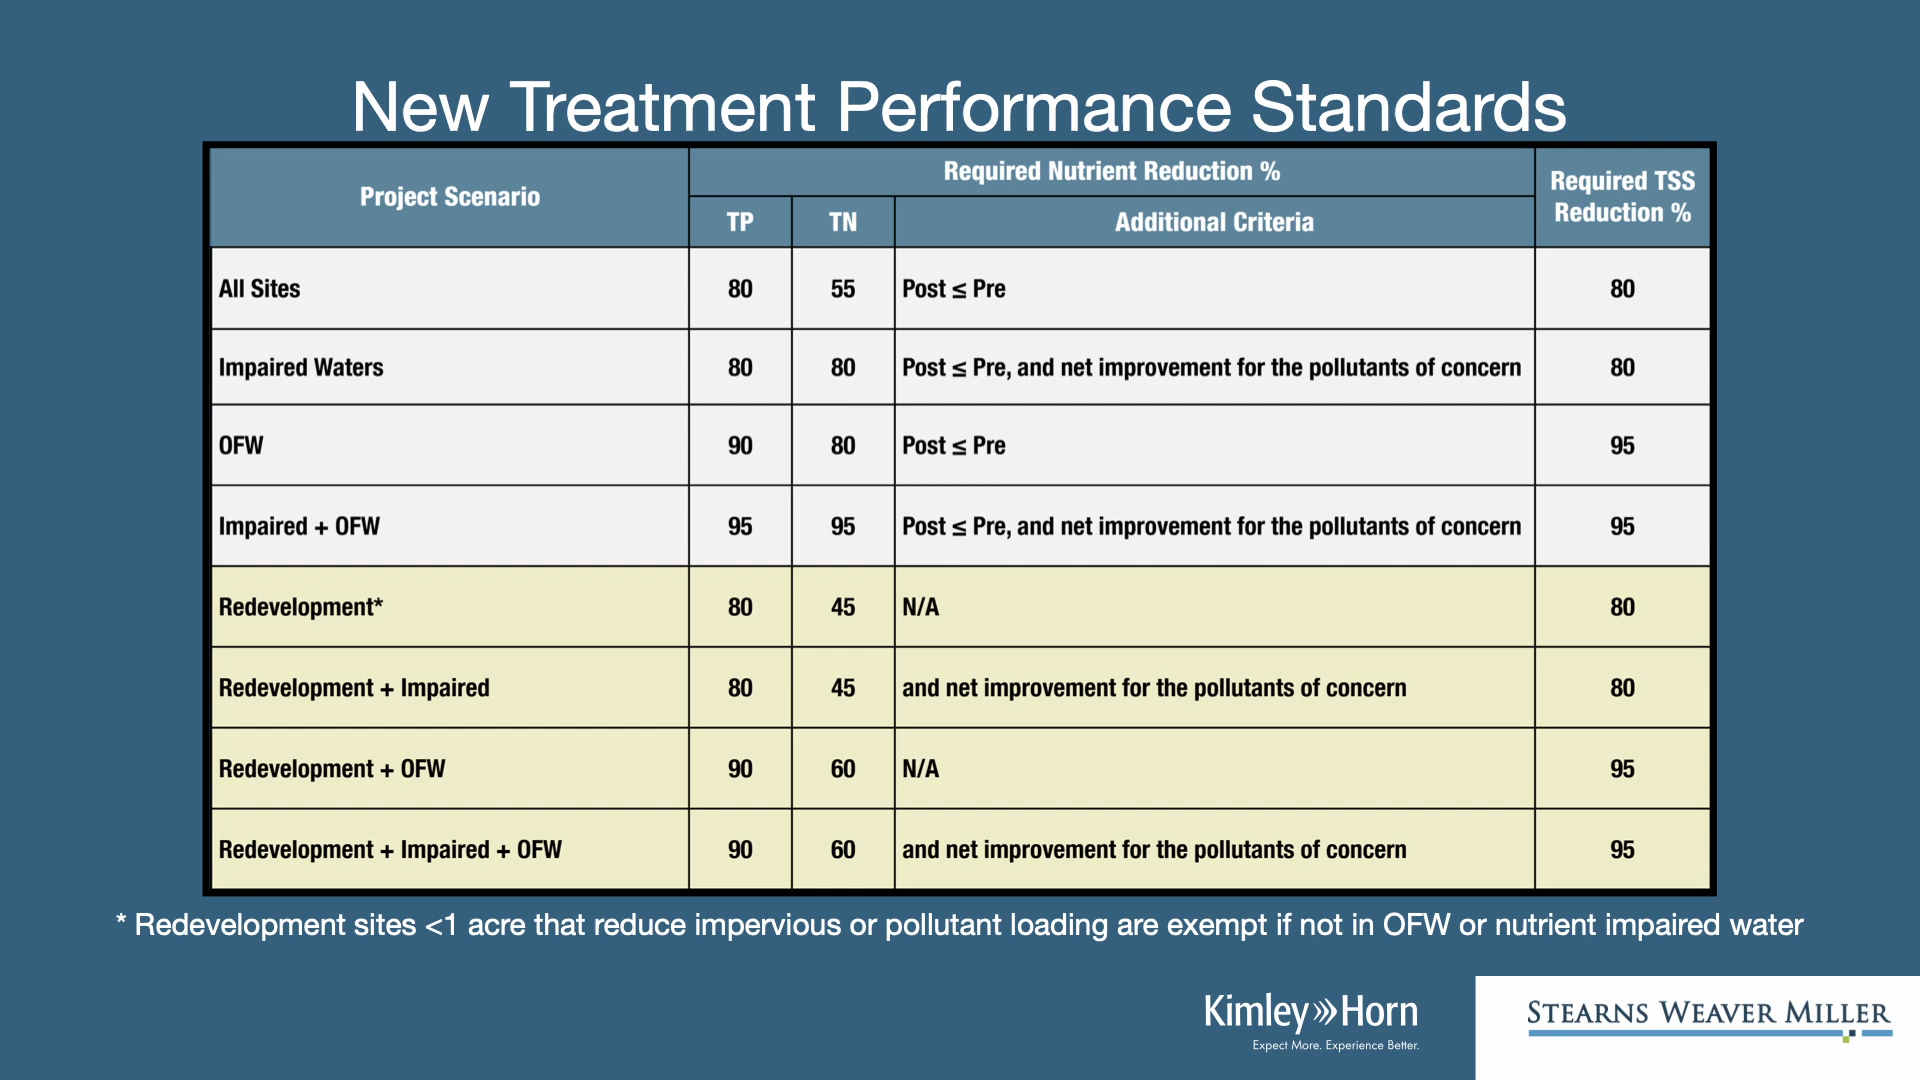 New Treatment Performance Standards
Project Scenario
Required Nutrient Reduction %
Required TSS
Reduction %
TP
TN
Additional Criteria
All Sites 80 55 Post ≤ Pre 80
Impaired Waters 80 80 Post ≤ Pre, and net improvement for the pollutants of concern 80
OFW 90 80 Post ≤ Pre 95
Impaired + OFW 95 95 Post ≤ Pre, and net improvement for the pollutants of concern 95
Redevelopment* 80 45 N/A 80
Redevelopment + Impaired 80 45 and net improvement for the pollutants of concern 80
Redevelopment + OFW 90 60 N/A 95
Redevelopment + Impaired + OFW 90 60 and net improvement for the pollutants of concern 95
* Redevelopment sites <1 acre that reduce impervious or pollutant loading are exempt if not in OFW or nutrient impaired water
Kimley»Horn
Expect More. Experience Better.
STEARNS WEAVER MILLER